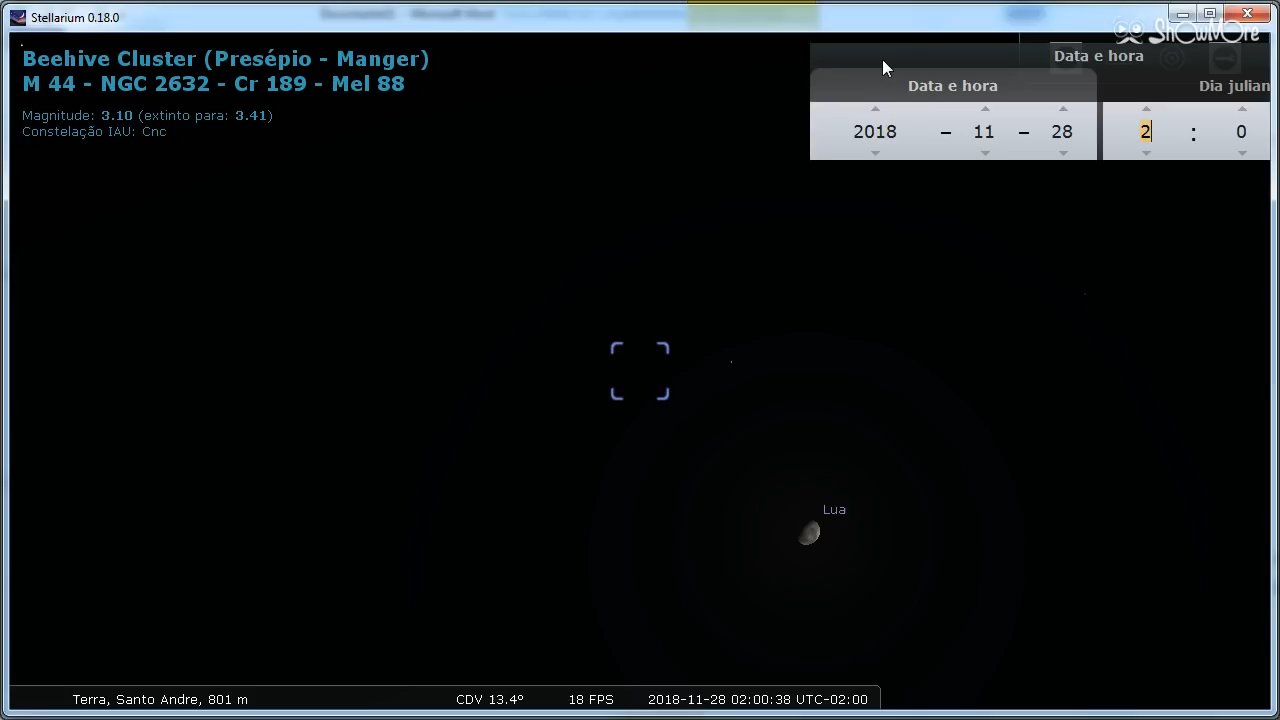 Stellarium 0.18.0
ShowMore
Beehive Cluster (Presépio - Manger)
M 44 - NGC 2632 - Cr 189 - Mel 88
Magnitude: 3.10 (extinto para: 3.41)
Constelação IAU: Cnc
Data e hora
Data e hora
Dia julian
2018 - 11 - 28
2 : 0
Lua
Terra, Santo Andre, 801 m
CDV 13.4°
18 FPS
2018-11-28 02:00:38 UTC-02:00